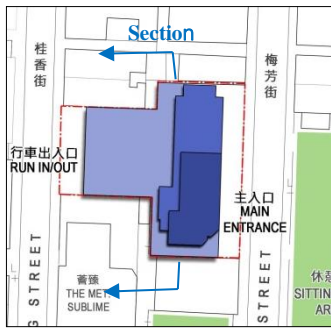 Section
桂香街
梅芳街
行車出入口
RUN IN/OUT
主入口
MAIN
ENTRANCE
STREET
薈臻
THE MET.
SUBLIME
G STREET
休憩
SITTIN
AR